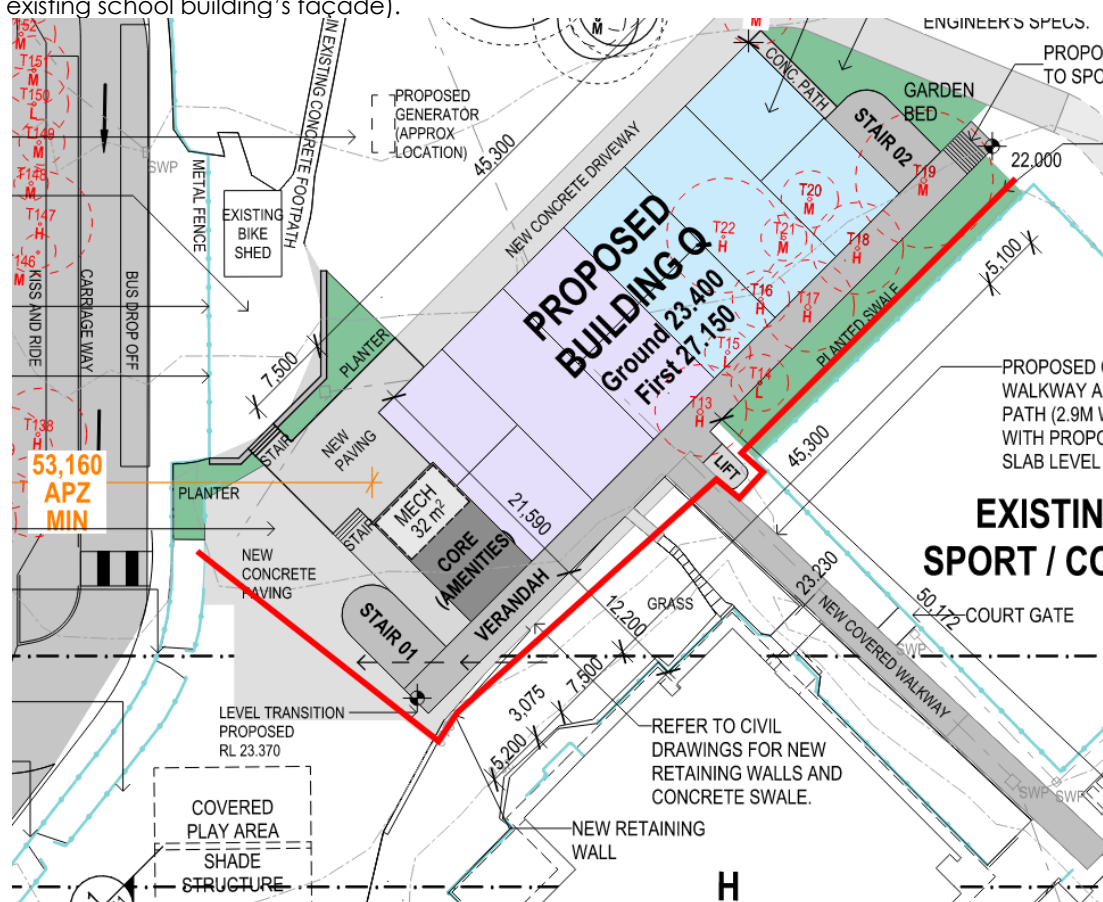 existing school building's façade).
T52
M
T151
M
T150
L
T149
M
T148
M
T147
H
146
M
T138
H
KISS AND RIDE
CARRIAGE WAY
BUS DROP OFF
METAL FENCE
SWP
EXISTING
BIKE
SHED
IN EXISTING CONCRETE FOOTPATH
PROPOSED
GENERATOR
(APPROX
LOCATION)
45,300
NEW CONCRETE DRIVEWAY
M
M
CONC. PATH
ENGINEER'S SPECS.
PROPO
TO SPO
GARDEN
BED
STAIR 02
22,000
T19
M
T20
M
T21
M
T22
H
T18
H
T16
H
T17
H
T15
L
T14
L
T13
H
PROPOSED
BUILDING Q
Ground 23.400
First 27.150
PLANTED SWALE
5,100
7,500
PLANTER
NEW
PAVING
STAIR
PLANTER
53,160
APZ
MIN
MECH
32 m²
CORE
(AMENITIES)
21,590
STAIR
STAIR 01
VERANDAH
LIFT
45,300
NEW
CONCRETE
PAVING
WALKWAY A
PATH (2.9M W
WITH PROPO
SLAB LEVEL
EXISTIN
SPORT / CO
23,230
50,172
COURT GATE
SWP
NEW COVERED WALKWAY
GRASS
12,200
7,500
3,075
5,200
LEVEL TRANSITION
PROPOSED
RL 23.370
REFER TO CIVIL
DRAWINGS FOR NEW
RETAINING WALLS AND
CONCRETE SWALE.
NEW RETAINING
WALL
COVERED
PLAY AREA
SHADE
STRUCTURE
1
H
SWP
SWP